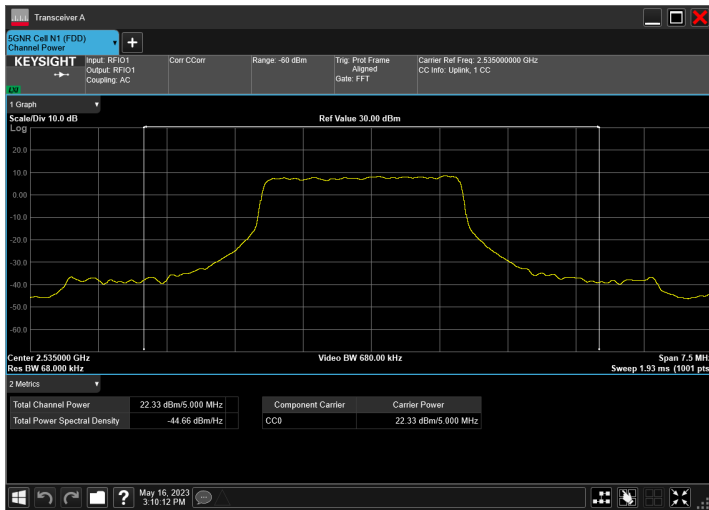 Transceiver A
5GNR Cell N1 (FDD)
Channel Power
KEYSIGHT
Input: RFIO1
Output: RFIO1
Coupling: AC
Corr CCorr
Range: -60 dBm
Trig: Prot Frame
Aligned
Gate: FFT
Carrier Ref Freq: 2.535000000 GHz
CC Info: Uplink, 1 CC
LXI
1 Graph
Scale/Div 10.0 dB
Ref Value 30.00 dBm
Log
20.0
10.0
0.00
-10.0
-20.0
-30.0
-40.0
-50.0
-60.0
Center 2.535000 GHz
Video BW 680.00 kHz
Span 7.5 MHz
Res BW 68.000 kHz
Sweep 1.93 ms (1001 pts
2 Metrics
Total Channel Power 22.33 dBm/5.000 MHz
Total Power Spectral Density -44.66 dBm/Hz
Component Carrier Carrier Power
CC0 22.33 dBm/5.000 MHz
?
May 16, 2023
3:10:12 PM